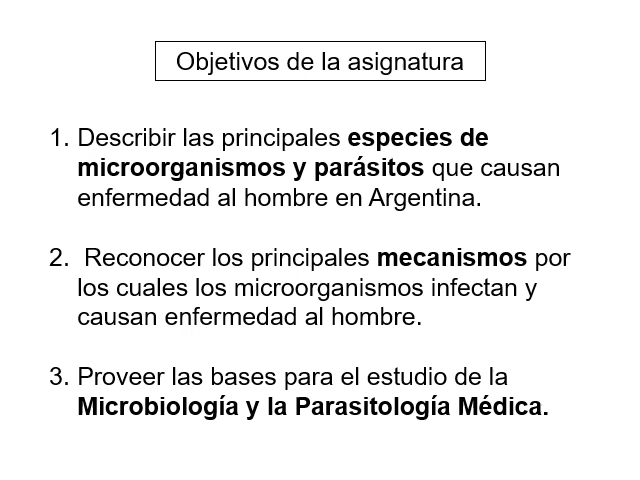 Objetivos de la asignatura
1. Describir las principales especies de
microorganismos y parásitos que causan
enfermedad al hombre en Argentina.
2. Reconocer los principales mecanismos por
los cuales los microorganismos infectan y
causan enfermedad al hombre.
3. Proveer las bases para el estudio de la
Microbiología y la Parasitología Médica.